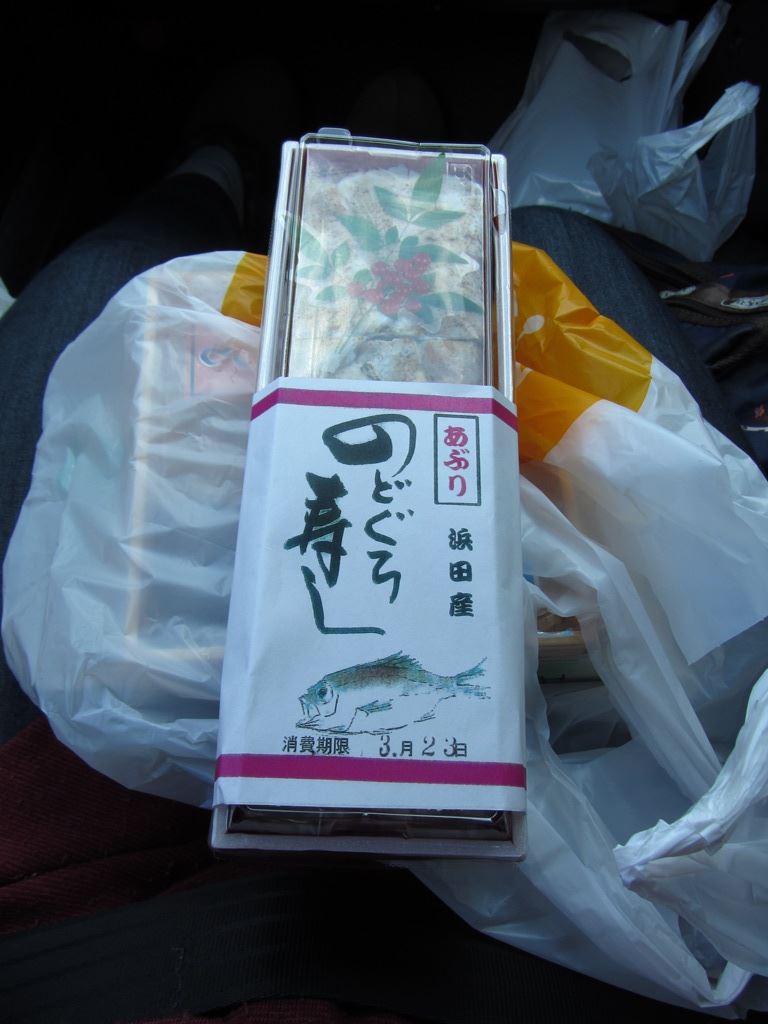 あぶり
浜田産
のどぐろ
寿し
消費期限 3.月23日